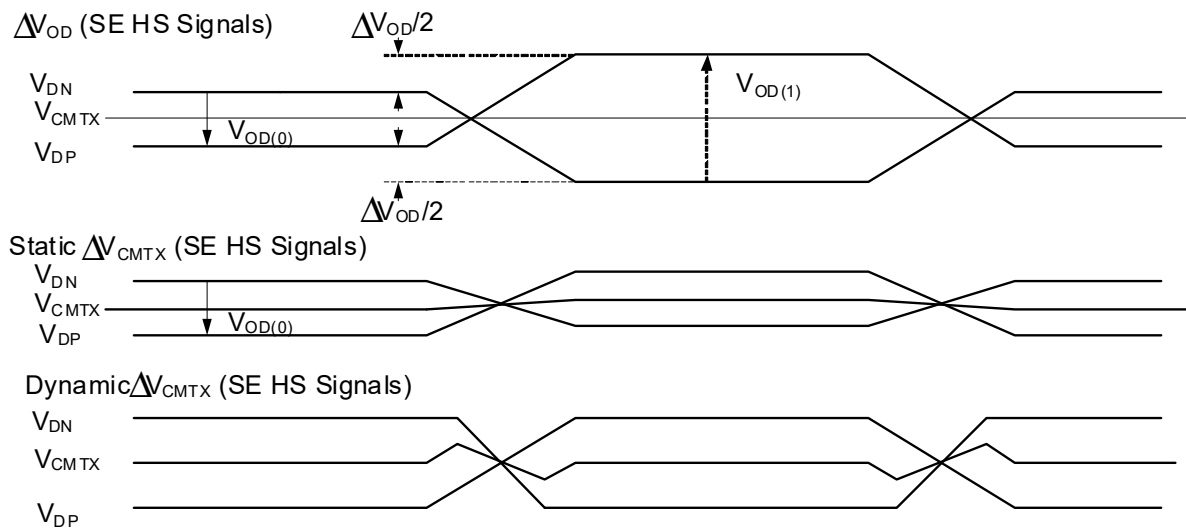 ΔVOD (SE HS Signals)
ΔVOD/2
VDN
VCMTX
VOD(0)
VOD(1)
VDP
ΔVOD/2
Static ΔVCMTX (SE HS Signals)
VDN
VCMTX
VOD(0)
VDP
Dynamic ΔVCMTX (SE HS Signals)
VDN
VCMTX
VDP